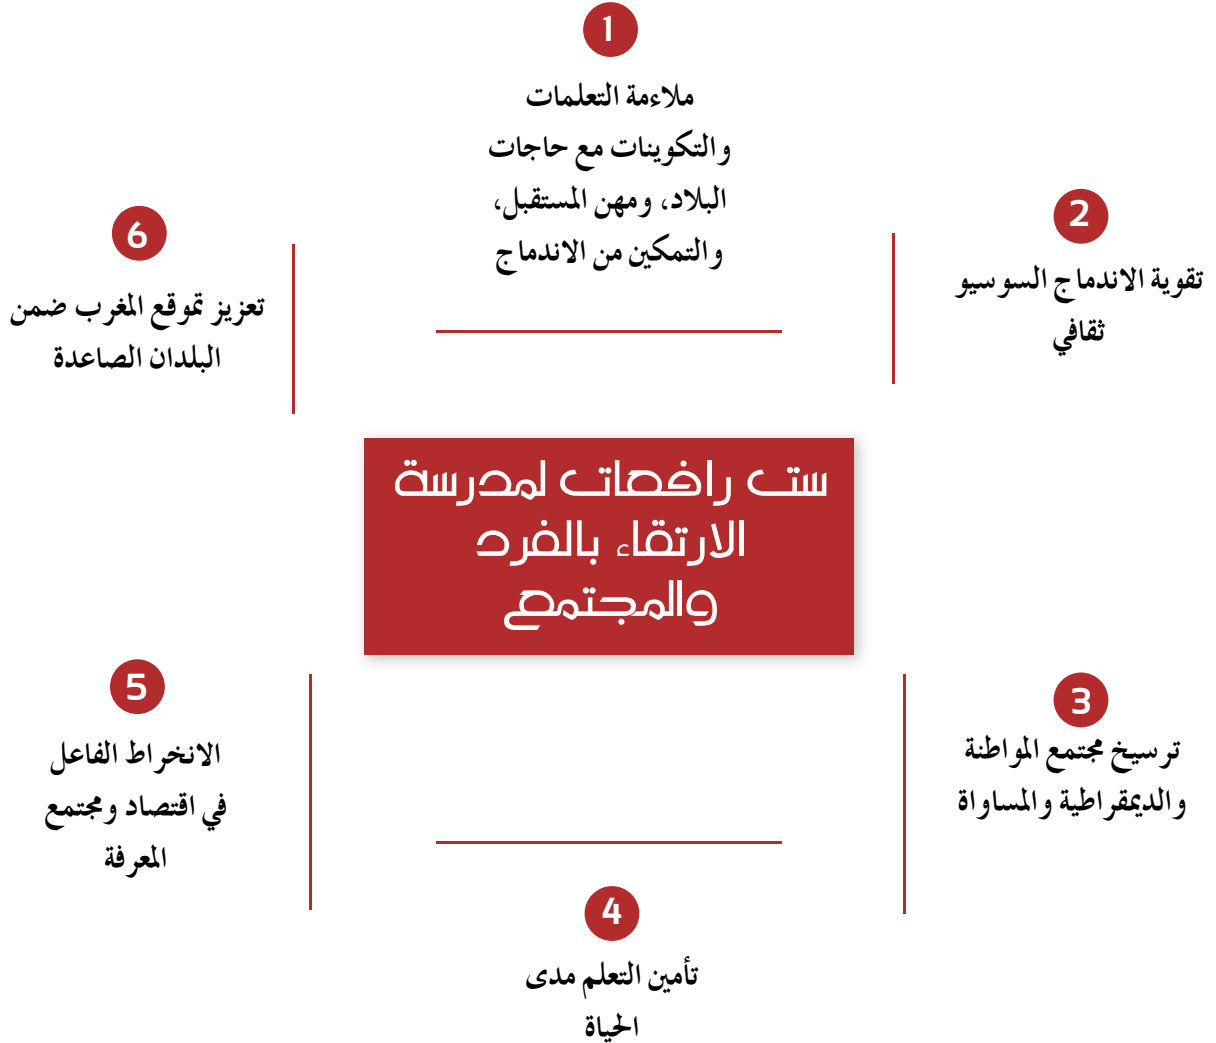 1
ملاءمة التعلمات
والتكوينات مع حاجات
البلاد، ومهن المستقبل،
والتمكين من الاندماج
2
تقوية الاندماج السوسيو
ثقافي
6
تعزيز تموقع المغرب ضمن
البلدان الصاعدة
ست رافعات لمدرسة
الارتقاء بالفرد
والمجتمع
3
ترسيخ مجتمع المواطنة
والديمقراطية والمساواة
5
الانخراط الفاعل
في اقتصاد ومجتمع
المعرفة
4
تأمين التعلم مدى
الحياة